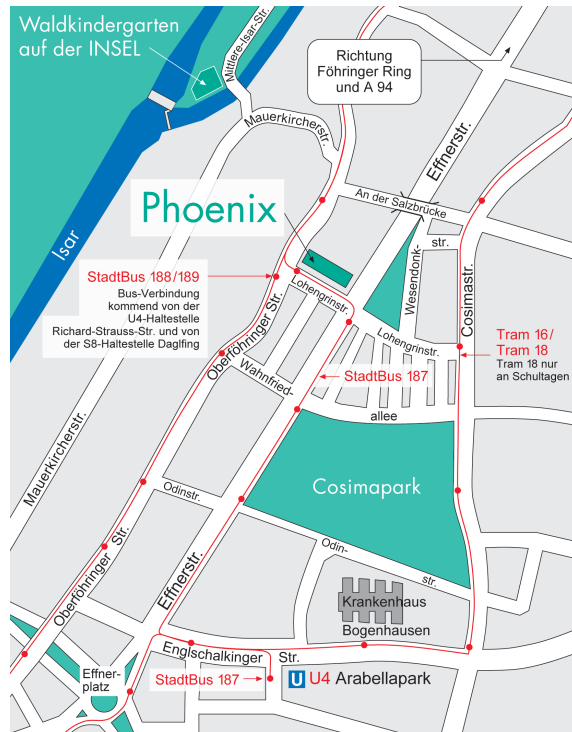 Waldkindergarten
auf der INSEL
Mittlere-Isar-Str.
Richtung
Föhringer Ring
und A 94
Mauerkircherstr.
Effnerstr.
An der Salzbrücke
Phoenix
Isar
str.
Wesendonk-
Cosimastr.
StadtBus 188/189
Bus-Verbindung
kommend von der
U4-Haltestelle
Richard-Strauss-Str. und von
der S8-Haltestelle Daglfing
Lohengrinstr.
Lohengrinstr.
Oberföhringer Str.
Tram 16/
Tram 18
Tram 18 nur
an Schultagen
Wahnfried-
StadtBus 187
allee
Mauerkircherstr.
Cosimapark
Odinstr.
Odin-
str.
Oberföhringer Str.
Effnerstr.
Krankenhaus
Bogenhausen
Englschalkinger Str.
Effner-
platz
StadtBus 187
U U4 Arabellapark